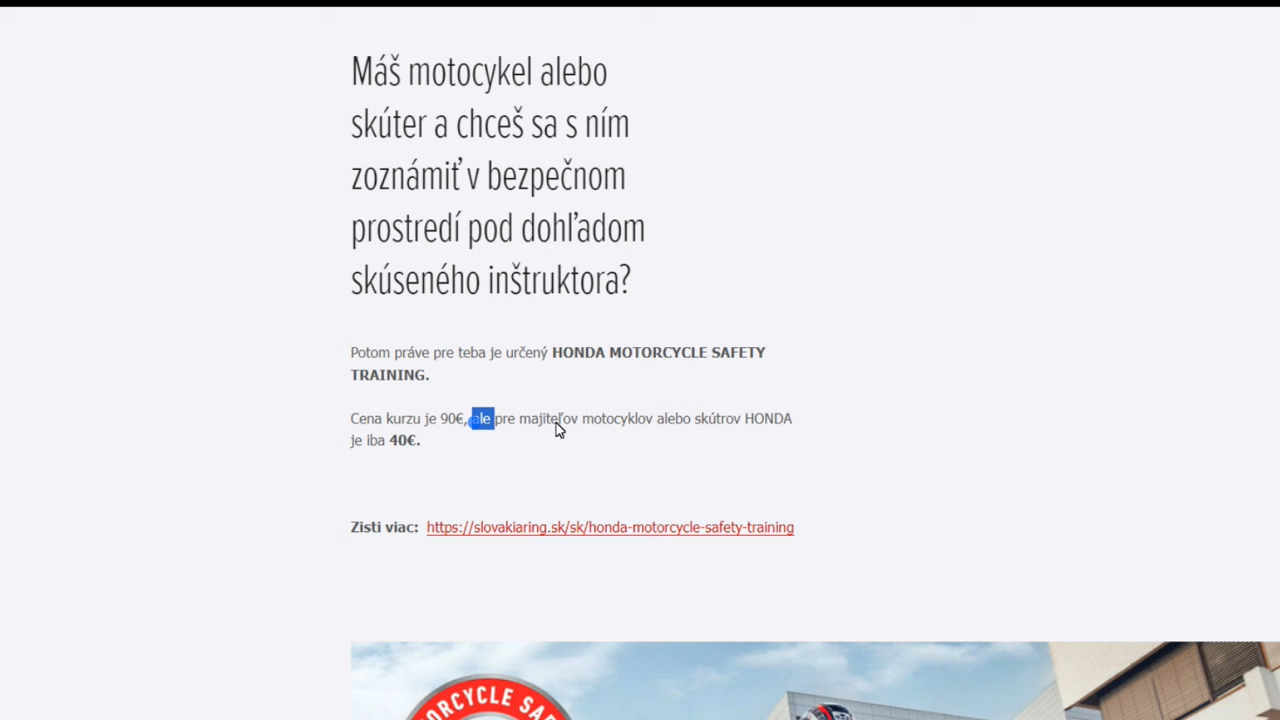 Máš motocykel alebo
skúter a chceš sa s ním
zoznámiť v bezpečnom
prostredí pod dohľadom
skúseného inštruktora?
Potom práve pre teba je určený HONDA MOTORCYCLE SAFETY
TRAINING.
Cena kurzu je 90€, ale pre majiteľov motocyklov alebo skútrov HONDA
je iba 40€.
Zisti viac: https://slovakiaring.sk/sk/honda-motorcycle-safety-training